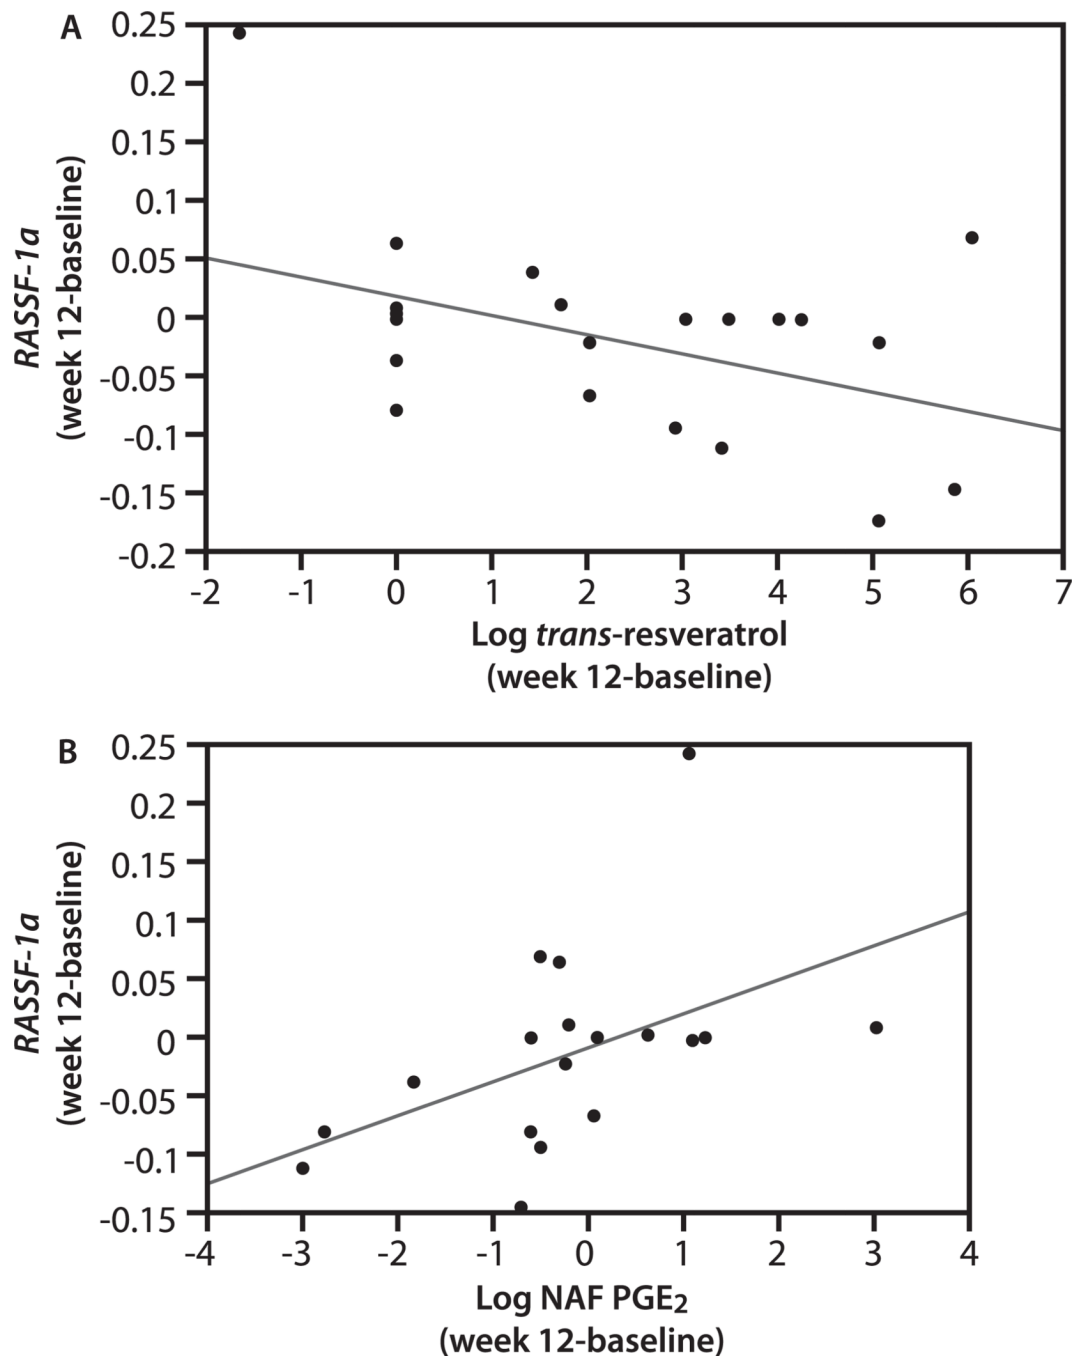 A
RASSF-1a
(week 12-baseline)
0.25
0.2
0.15
0.1
0.05
0
-0.05
-0.1
-0.15
-0.2
-2 -1 0 1 2 3 4 5 6 7
Log trans-resveratrol
(week 12-baseline)
B
RASSF-1a
(week 12-baseline)
0.25
0.2
0.15
0.1
0.05
0
-0.05
-0.1
-0.15
-4 -3 -2 -1 0 1 2 3 4
Log NAF PGE₂
(week 12-baseline)